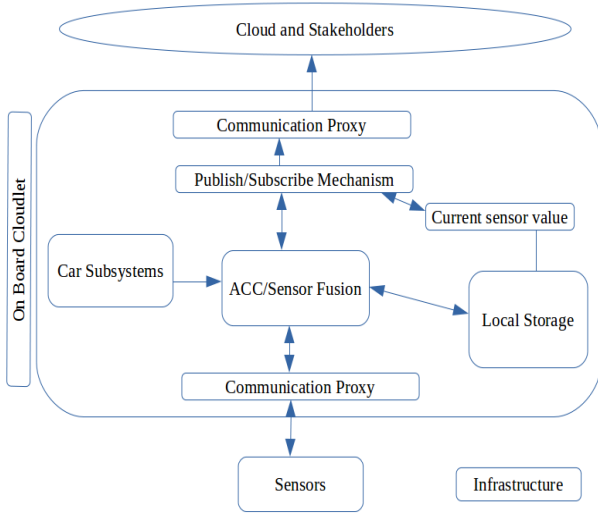 Cloud and Stakeholders
Communication Proxy
Publish/Subscribe Mechanism
Current sensor value
On Board Cloudlet
Car Subsystems
ACC/Sensor Fusion
Local Storage
Communication Proxy
Sensors
Infrastructure